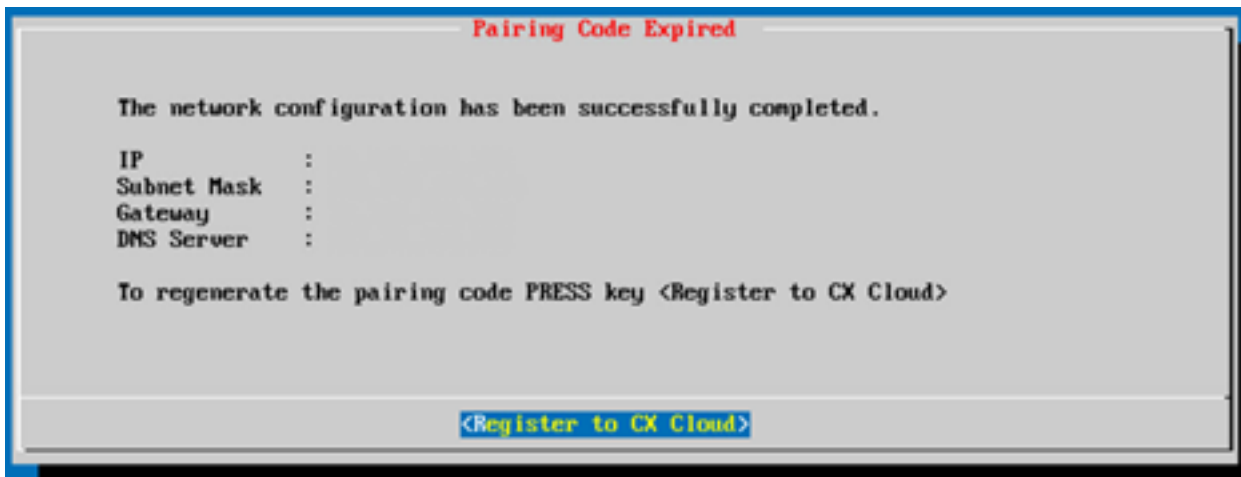 Pairing Code Expired
The network configuration has been successfully completed.
IP :
Subnet Mask :
Gateway :
DNS Server :
To regenerate the pairing code PRESS key <Register to CX Cloud>
<Register to CX Cloud>